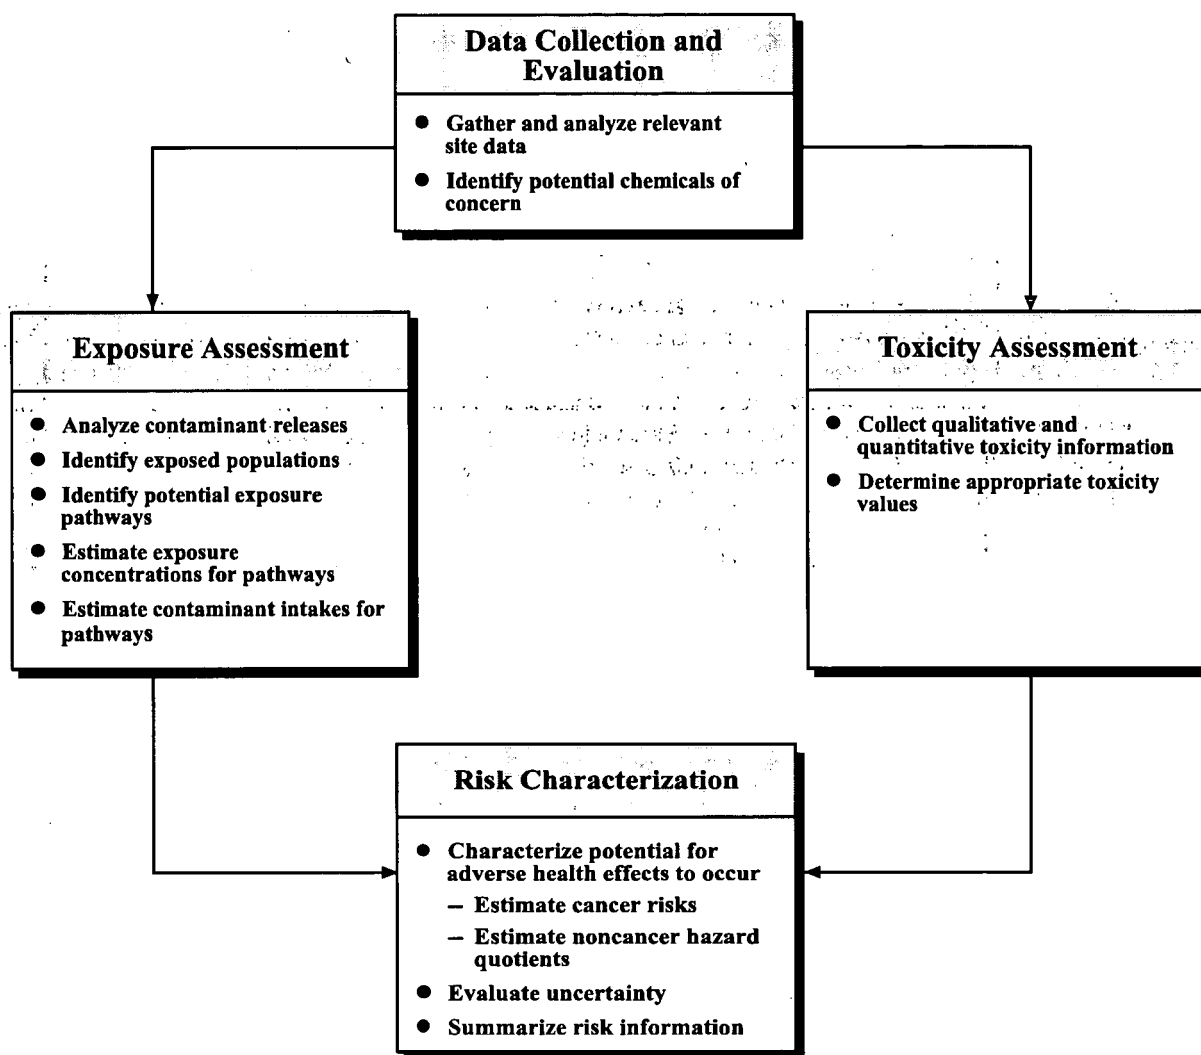 Data Collection and
Evaluation
● Gather and analyze relevant
site data
● Identify potential chemicals of
concern
Exposure Assessment
● Analyze contaminant releases
● Identify exposed populations
● Identify potential exposure
pathways
● Estimate exposure
concentrations for pathways
● Estimate contaminant intakes for
pathways
Toxicity Assessment
● Collect qualitative and
quantitative toxicity information
● Determine appropriate toxicity
values
Risk Characterization
● Characterize potential for
adverse health effects to occur
– Estimate cancer risks
– Estimate noncancer hazard
quotients
● Evaluate uncertainty
● Summarize risk information